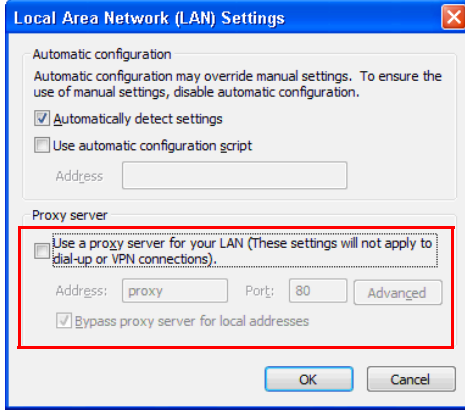 Local Area Network (LAN) Settings
Automatic configuration
Automatic configuration may override manual settings. To ensure the
use of manual settings, disable automatic configuration.
Automatically detect settings
Use automatic configuration script
Address
Proxy server
Use a proxy server for your LAN (These settings will not apply to
dial-up or VPN connections).
Address: proxy Port: 80 Advanced
Bypass proxy server for local addresses
OK Cancel